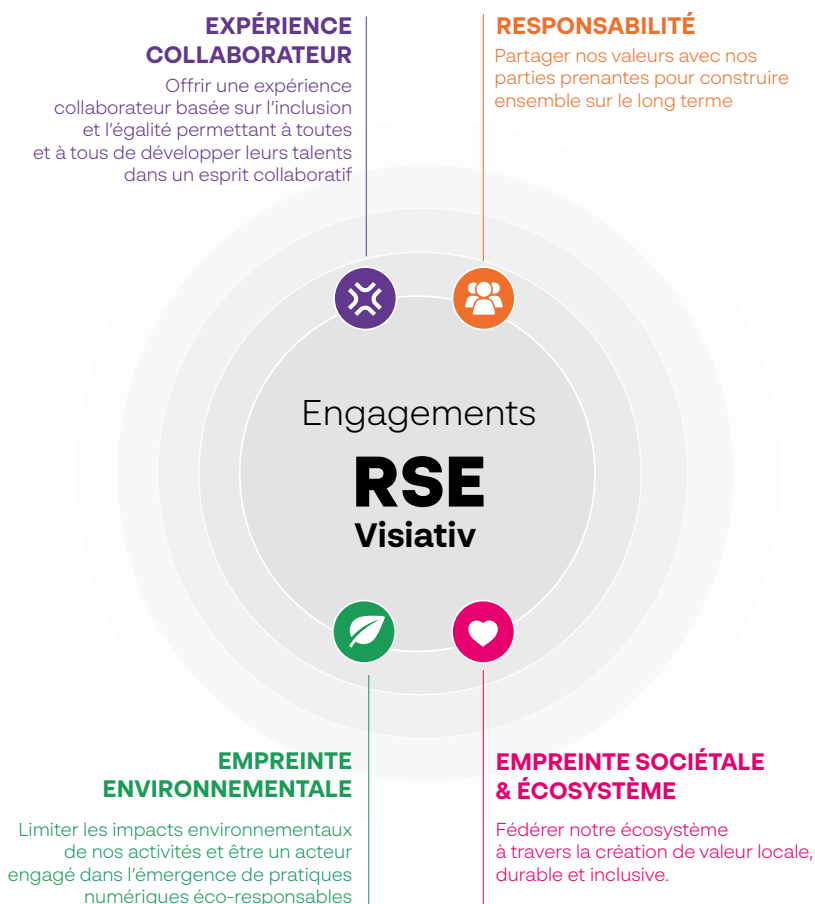 EXPÉRIENCE
COLLABORATEUR
Offrir une expérience
collaborateur basée sur l'inclusion
et l'égalité permettant à toutes
et à tous de développer leurs talents
dans un esprit collaboratif
RESPONSABILITÉ
Partager nos valeurs avec nos
parties prenantes pour construire
ensemble sur le long terme
Engagements
RSE
Visiativ
EMPREINTE
ENVIRONNEMENTALE
Limiter les impacts environnementaux
de nos activités et être un acteur
engagé dans l'émergence de pratiques
numériques éco-responsables
EMPREINTE SOCIÉTALE
& ÉCOSYSTÈME
Fédérer notre écosystème
à travers la création de valeur locale,
durable et inclusive.